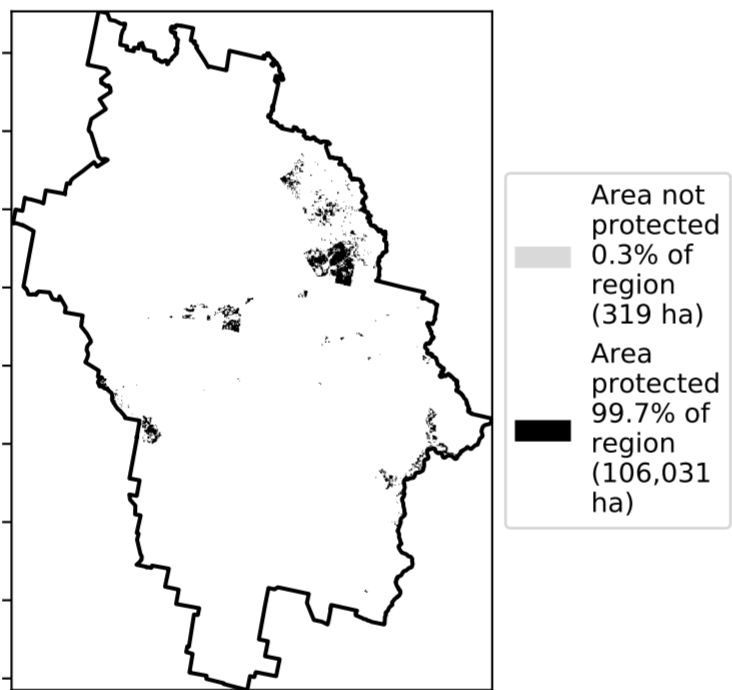 Area not
protected
0.3% of
region
(319 ha)
Area
protected
99.7% of
region
(106,031
ha)